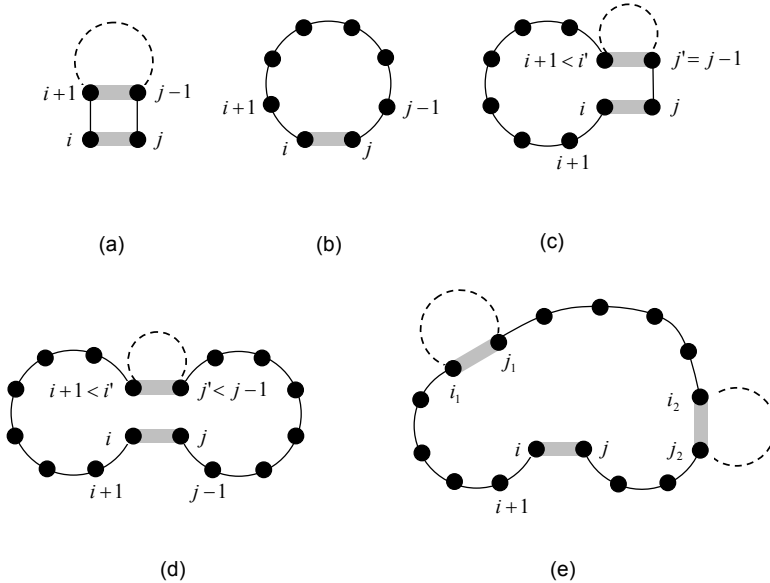 i+1 j−1
i j
(a)
i+1 j−1
i j
(b)
i+1 < i' j' = j−1
i j
i+1
(c)
i+1 < i' j' < j−1
i j
i+1 j−1
(d)
j₁
i₁
i₂
i j j₂
i+1
(e)